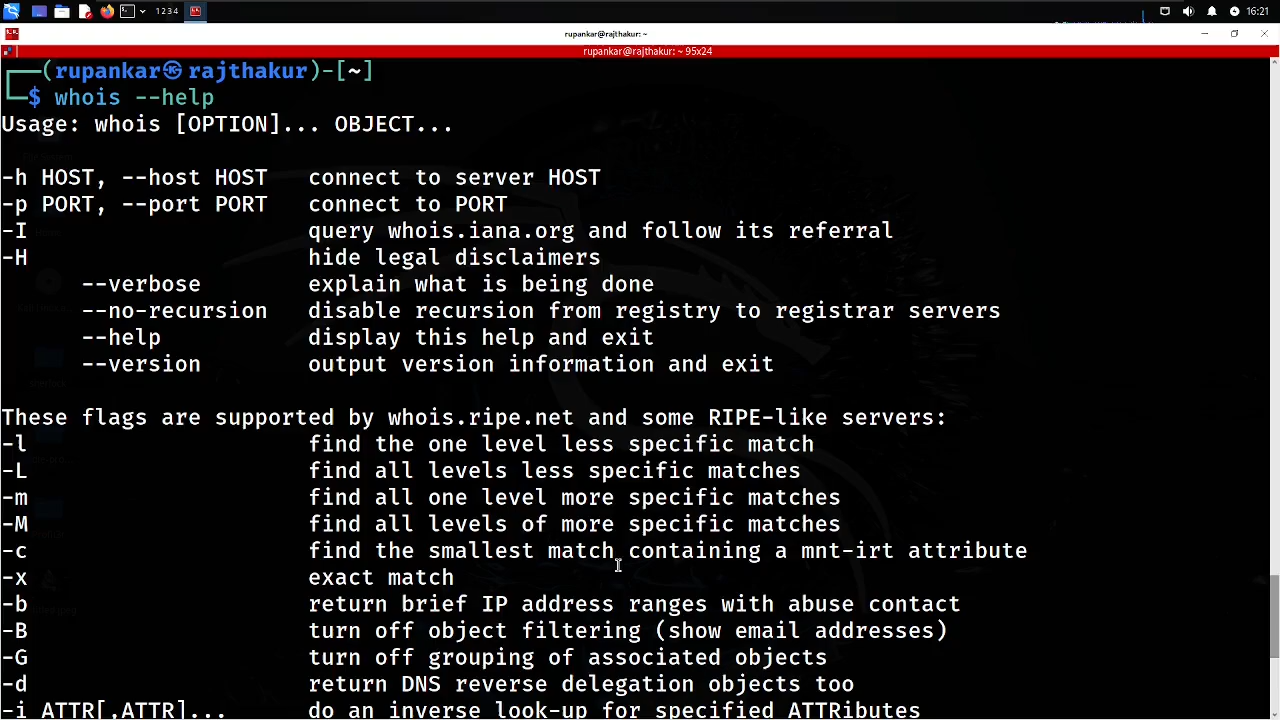 1 2 3 4
16:21
rupankar@rajthakur: ~
rupankar@rajthakur: ~ 95x24
┌──(rupankar㉿rajthakur)-[~]
└─$ whois --help
Usage: whois [OPTION]... OBJECT...
-h HOST, --host HOST   connect to server HOST
-p PORT, --port PORT   connect to PORT
-I                     query whois.iana.org and follow its referral
-H                     hide legal disclaimers
      --verbose        explain what is being done
      --no-recursion   disable recursion from registry to registrar servers
      --help           display this help and exit
      --version        output version information and exit
These flags are supported by whois.ripe.net and some RIPE-like servers:
-l                     find the one level less specific match
-L                     find all levels less specific matches
-m                     find all one level more specific matches
-M                     find all levels of more specific matches
-c                     find the smallest match containing a mnt-irt attribute
-x                     exact match
-b                     return brief IP address ranges with abuse contact
-B                     turn off object filtering (show email addresses)
-G                     turn off grouping of associated objects
-d                     return DNS reverse delegation objects too
-i ATTR[,ATTR]...      do an inverse look-up for specified ATTRibutes